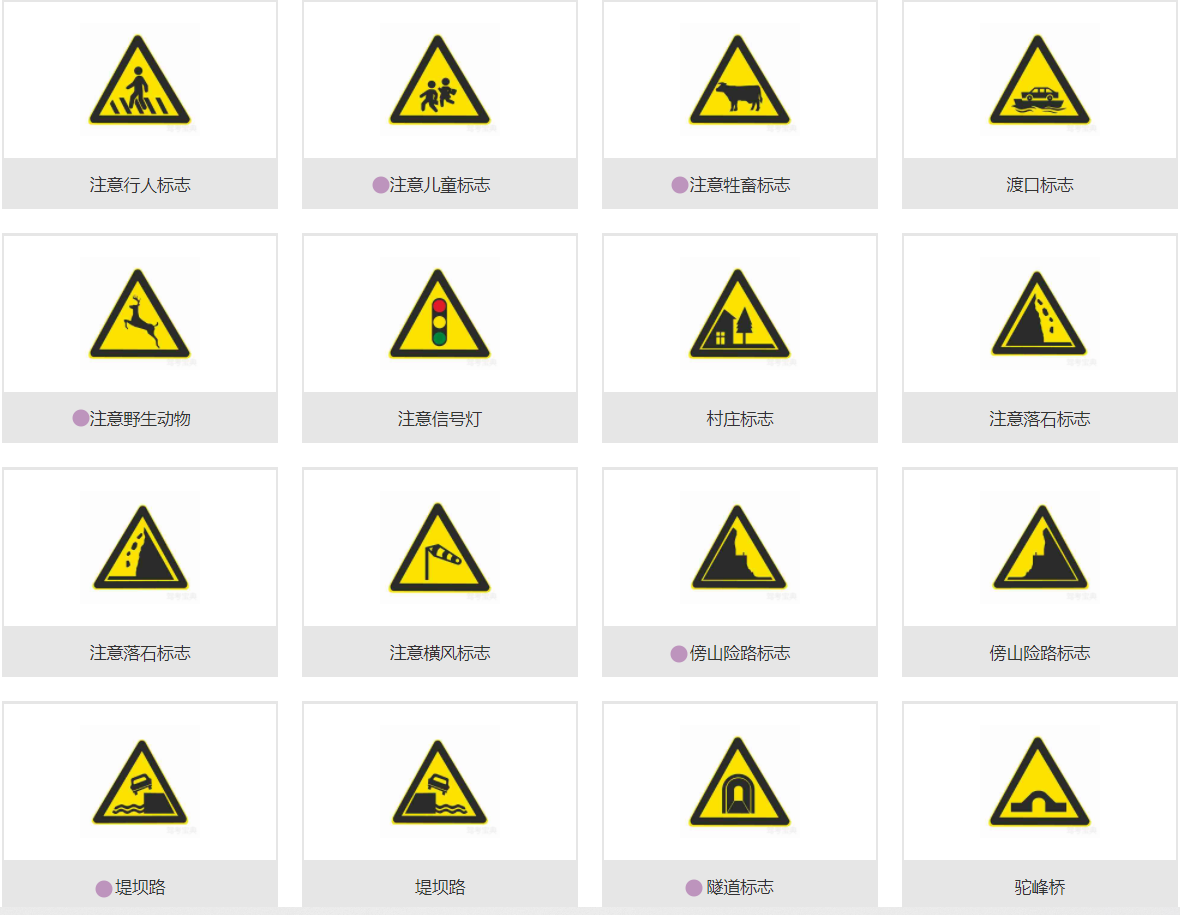 注意行人标志
注意儿童标志
注意牲畜标志
渡口标志
注意野生动物
注意信号灯
村庄标志
注意落石标志
注意落石标志
注意横风标志
傍山险路标志
傍山险路标志
堤坝路
堤坝路
隧道标志
驼峰桥